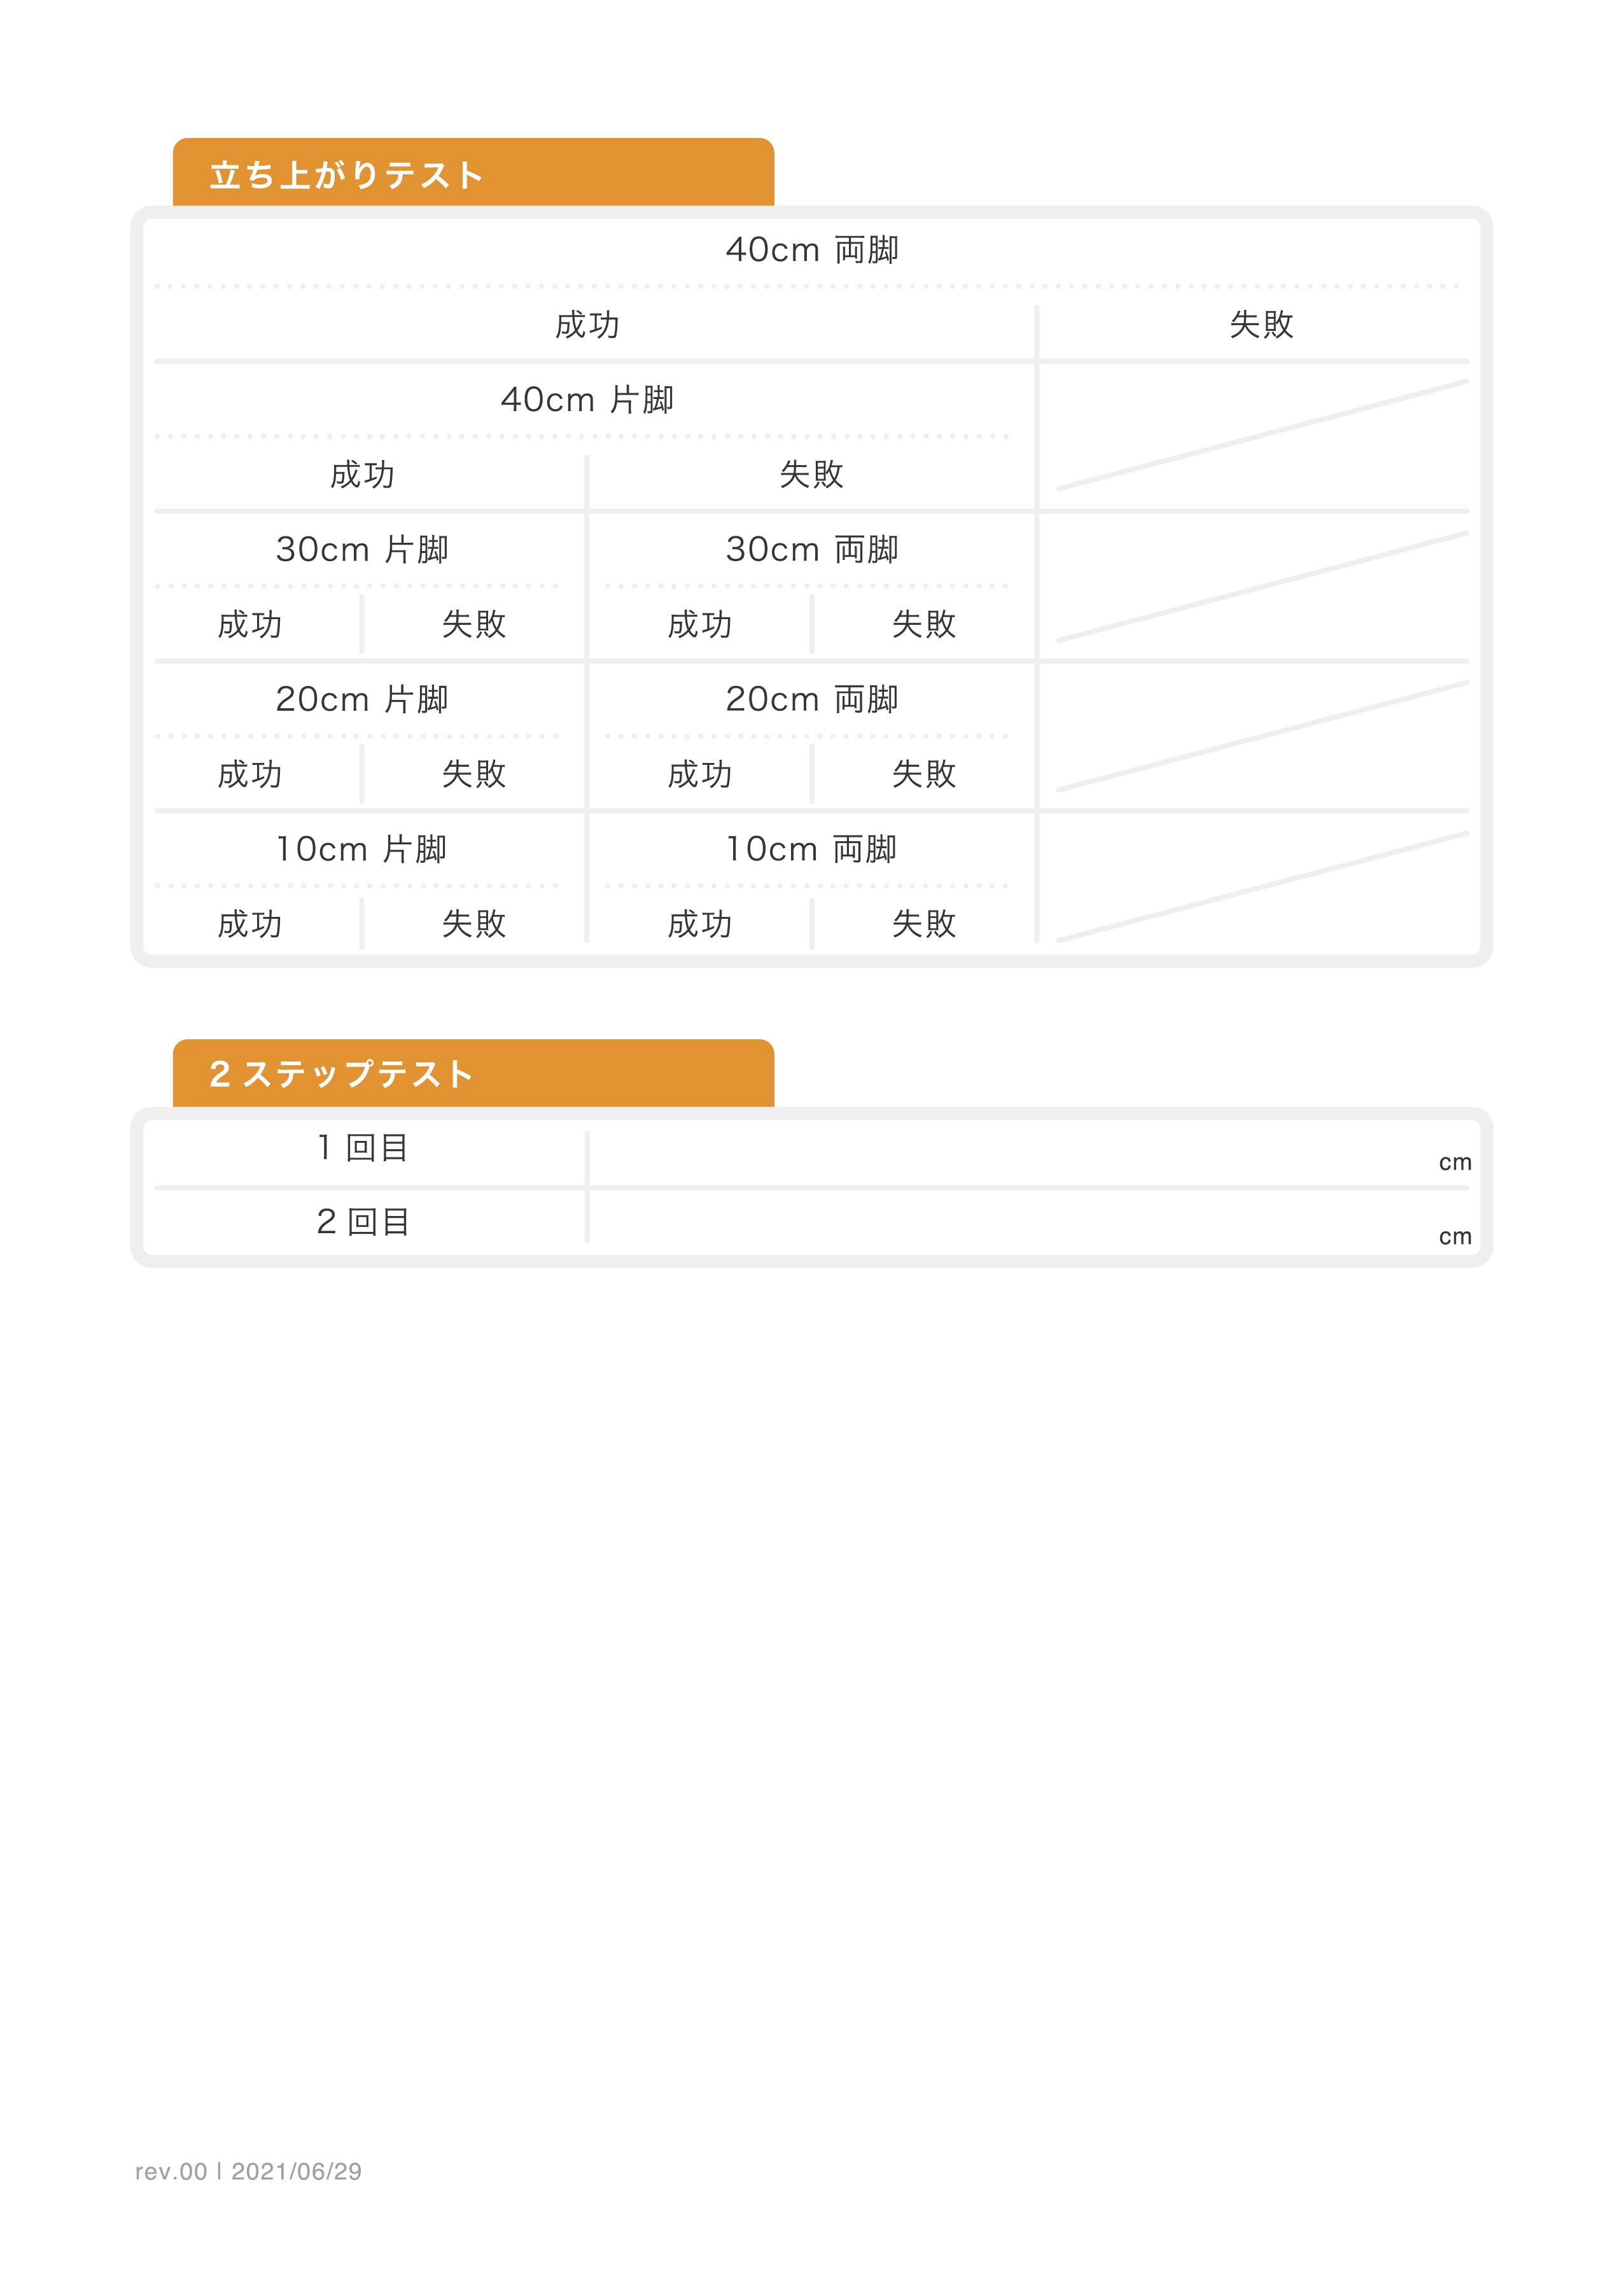 立ち上がりテスト
40cm 両脚
成功 失敗
40cm 片脚
成功 失敗
30cm 片脚 30cm 両脚
成功 失敗 成功 失敗
20cm 片脚 20cm 両脚
成功 失敗 成功 失敗
10cm 片脚 10cm 両脚
成功 失敗 成功 失敗
2 ステップテスト
1 回目 cm
2 回目 cm
rev.00 | 2021/06/29